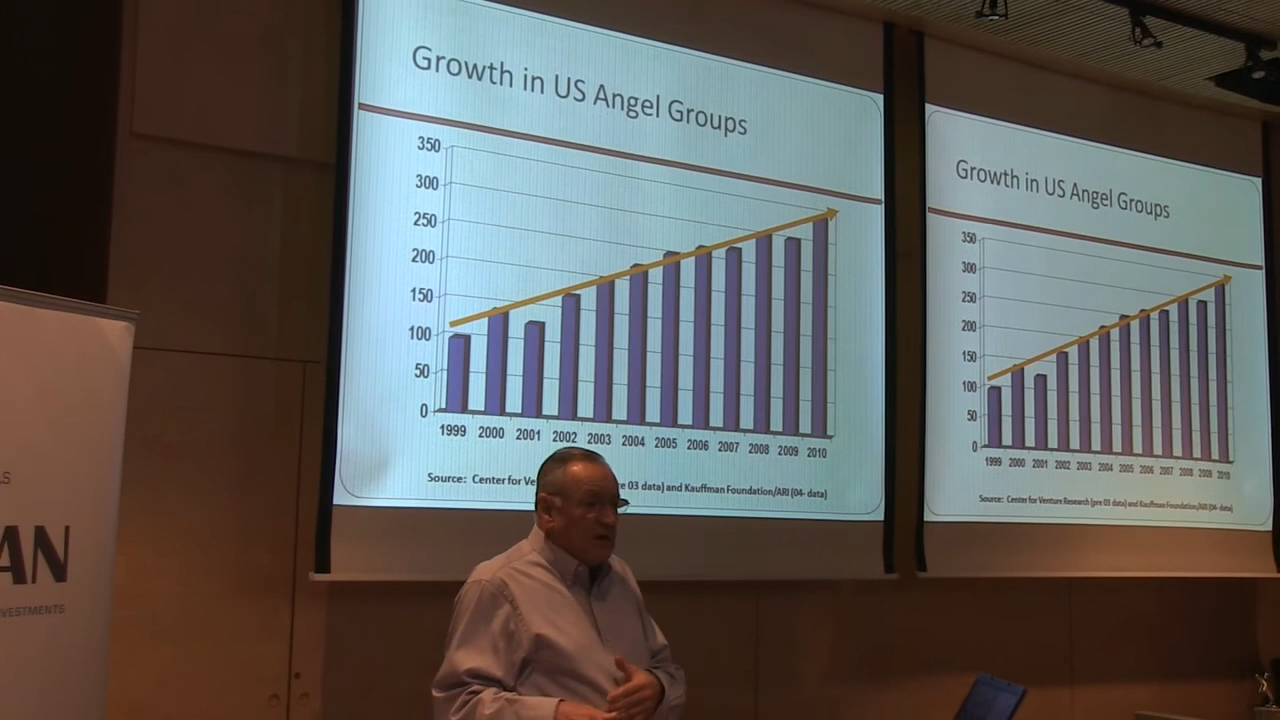 Growth in US Angel Groups
350
300
250
200
150
100
50
0
1999 2000 2001 2002 2003 2004 2005 2006 2007 2008 2009 2010
Source: Center for Ve re 03 data) and Kauffman Foundation/ARI (04- data)
Growth in US Angel Groups
350
300
250
200
150
100
50
0
1999 2000 2001 2002 2003 2004 2005 2006 2007 2008 2009 2010
Source: Center for Venture Research (pre 03 data) and Kauffman Foundation/ARI (04- data)
LS
AN
VESTMENTS